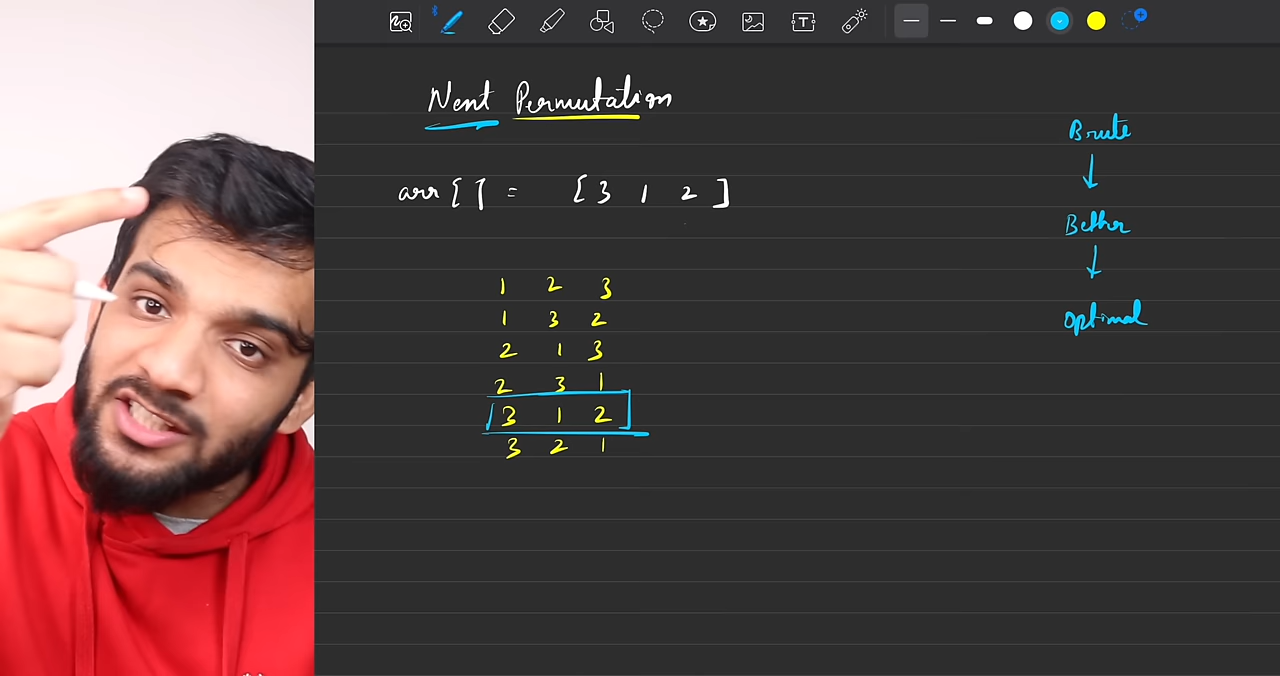 Next Permutation
arr [ ] = [ 3 1 2 ]
1 2 3
1 3 2
2 1 3
2 3 1
3 1 2
3 2 1
Brute
↓
Better
↓
Optimal